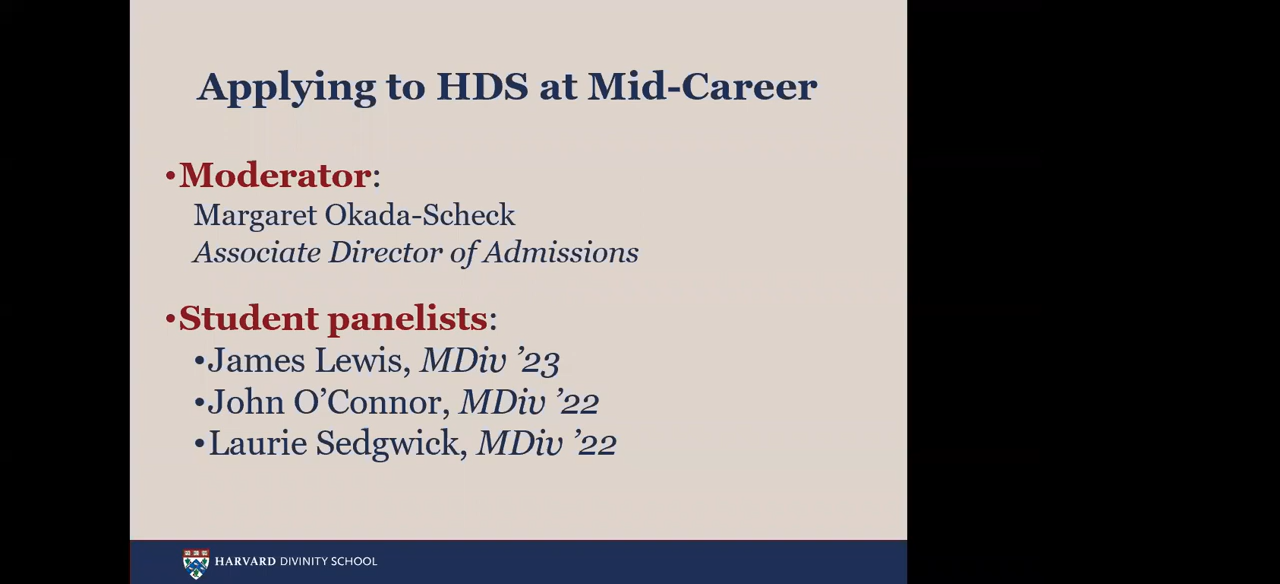 Applying to HDS at Mid-Career
•Moderator:
Margaret Okada-Scheck
Associate Director of Admissions
•Student panelists:
•James Lewis, MDiv ’23
•John O’Connor, MDiv ’22
•Laurie Sedgwick, MDiv ’22
HARVARD DIVINITY SCHOOL